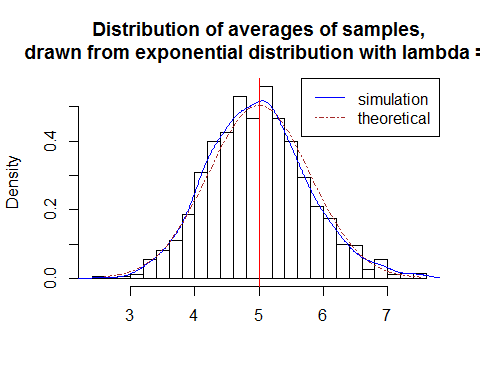 Distribution of averages of samples,
drawn from exponential distribution with lambda =
simulation
theoretical
Density
0.0
0.2
0.4
3 4 5 6 7